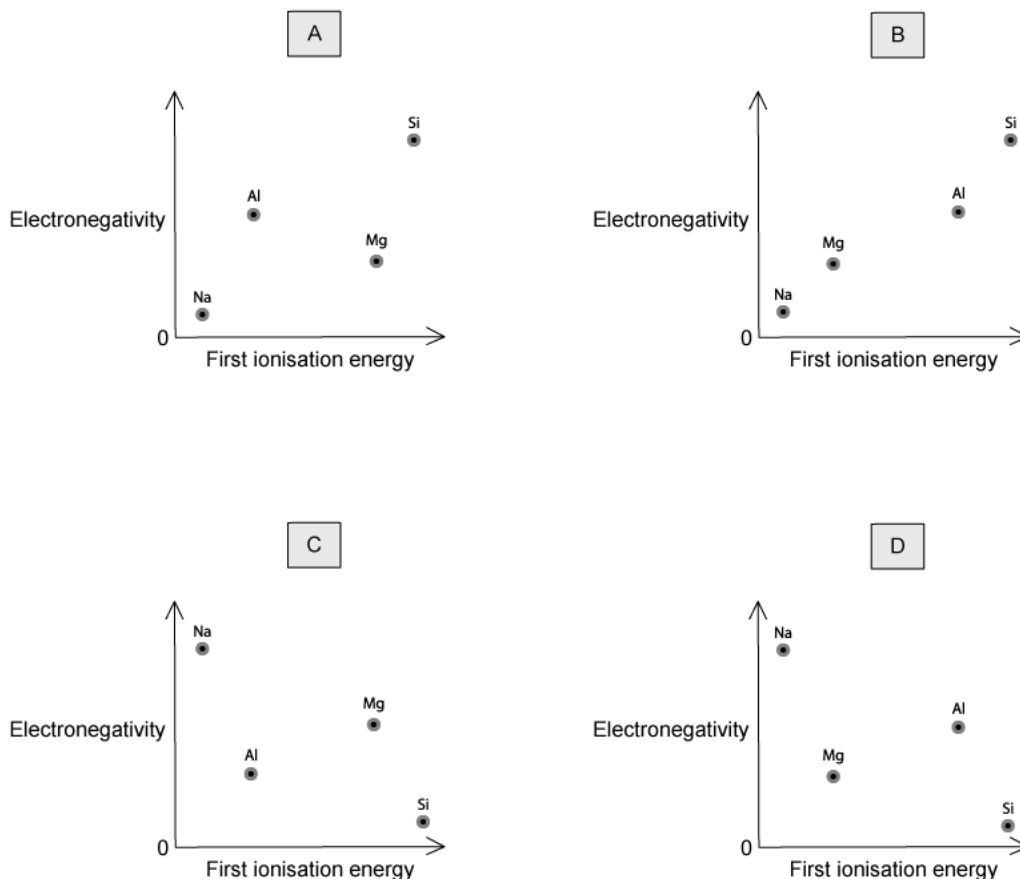 A
Si
Al
Electronegativity
Mg
Na
0
First ionisation energy
B
Si
Al
Electronegativity
Mg
Na
0
First ionisation energy
C
Na
Mg
Electronegativity
Al
Si
0
First ionisation energy
D
Na
Al
Electronegativity
Mg
Si
0
First ionisation energy